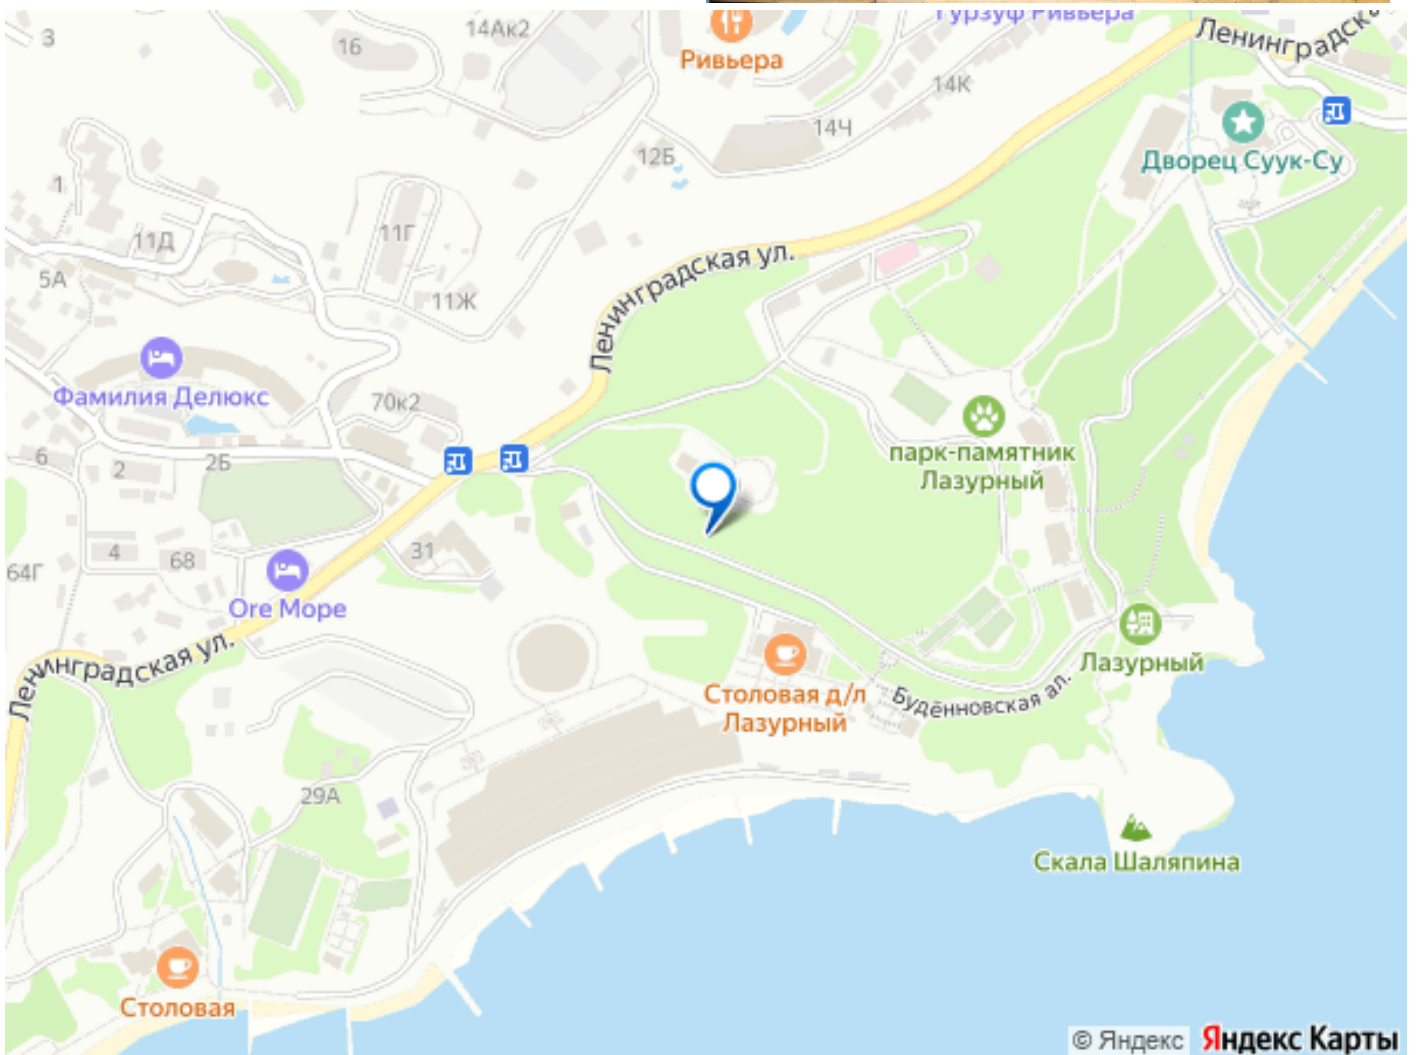 Гурзуф Ривьера
Ленинградская
3
16
14Ак2
Ривьера
14К
14Ч
12Б
Дворец Суук-Су
1
11Д
11Г
5А
11Ж
Ленинградская ул.
Фамилия Делюкс
70к2
6
2
2Б
парк-памятник
Лазурный
4
68
31
64Г
Ore Море
Ленинградская ул.
Лазурный
Столовая д/л
Лазурный
Будённовская ал.
29А
Скала Шаляпина
Столовая
© Яндекс Яндекс Карты